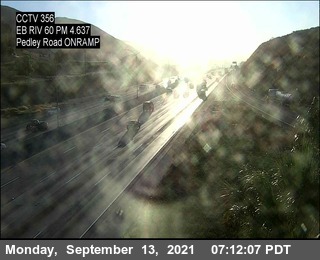 CCTV 356
EB RIV 60 PM 4.637
Pedley Road ONRAMP
Monday, September 13, 2021 07:12:07 PDT